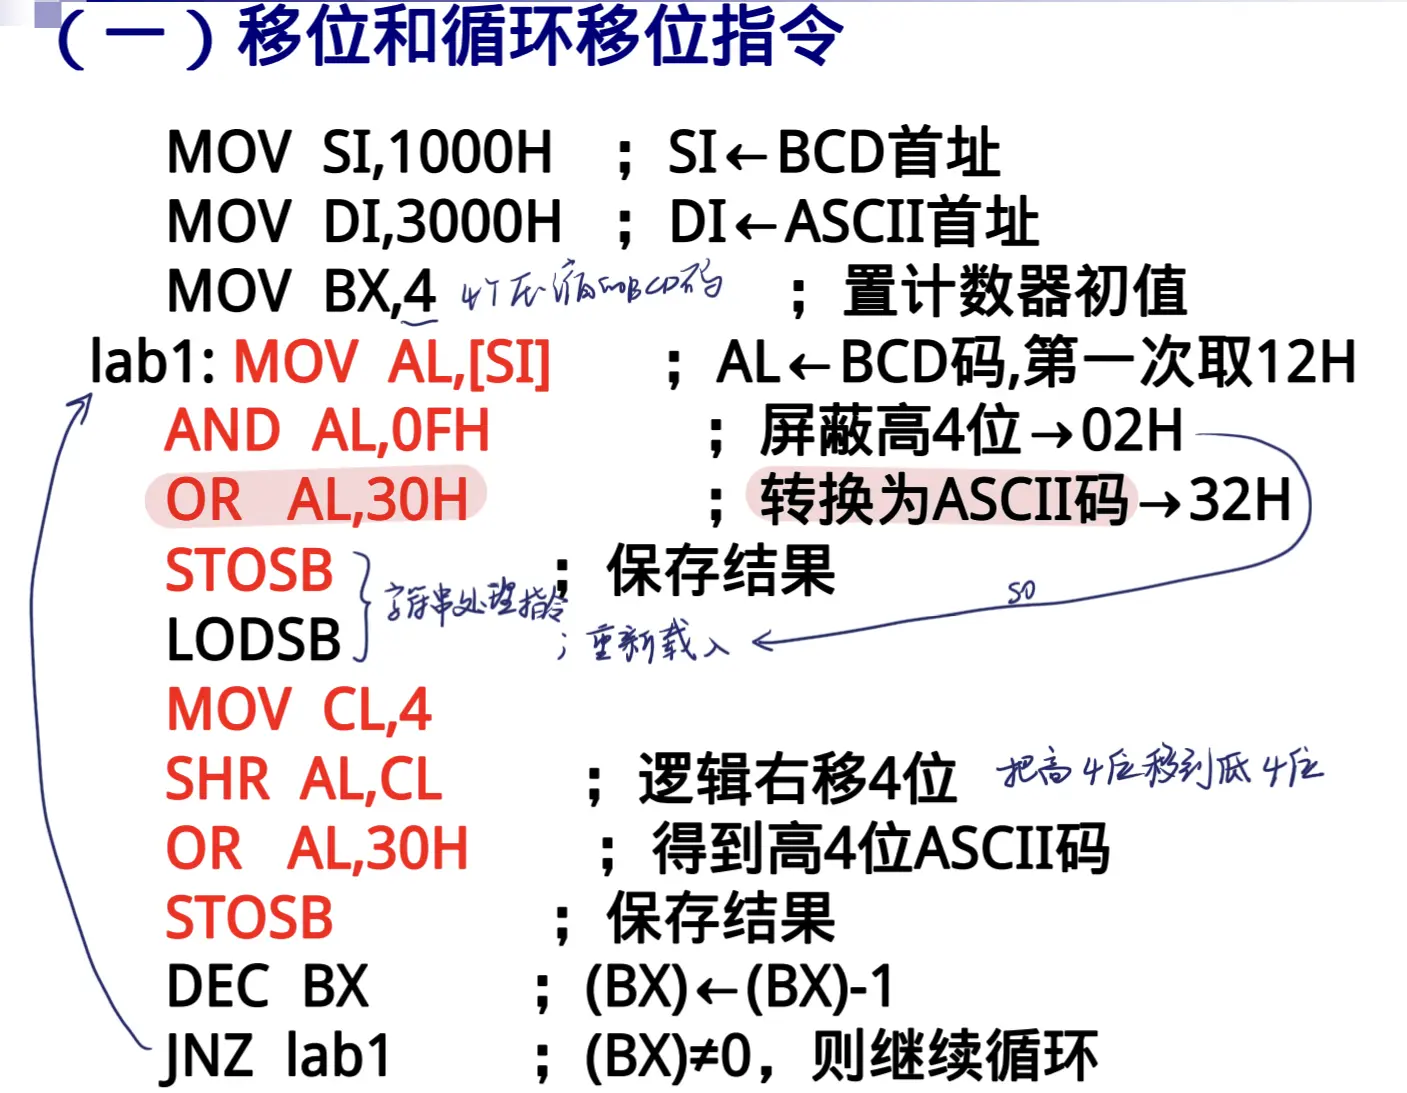 （一）移位和循环移位指令
MOV SI,1000H ；SI←BCD首址
MOV DI,3000H ；DI←ASCII首址
MOV BX,4 4个压缩的BCD码 ；置计数器初值
lab1: MOV AL,[SI] ；AL←BCD码,第一次取12H
AND AL,0FH ；屏蔽高4位→02H
OR AL,30H ；转换为ASCII码→32H
STOSB ；保存结果
字符串处理指令 so
LODSB ；重新载入
MOV CL,4
SHR AL,CL ；逻辑右移4位 把高4位移到低4位
OR AL,30H ；得到高4位ASCII码
STOSB ；保存结果
DEC BX ；(BX)←(BX)-1
JNZ lab1 ；(BX)≠0，则继续循环